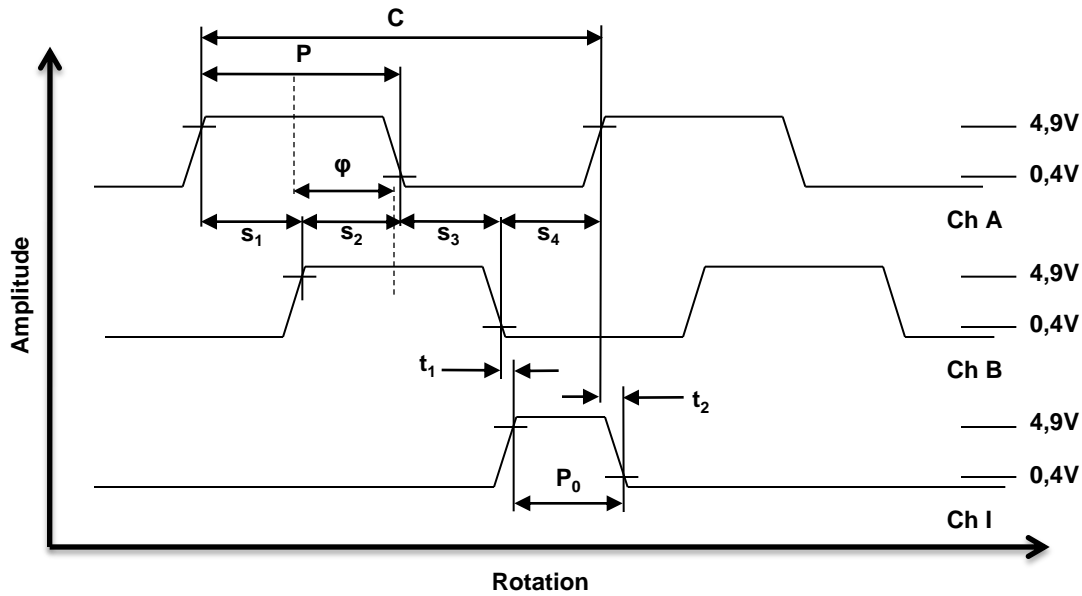 C
P
4,9V
φ
0,4V
Ch A
s₁ s₂ s₃ s₄
4,9V
Amplitude
0,4V
t₁
Ch B
t₂
4,9V
P₀
0,4V
Ch I
Rotation